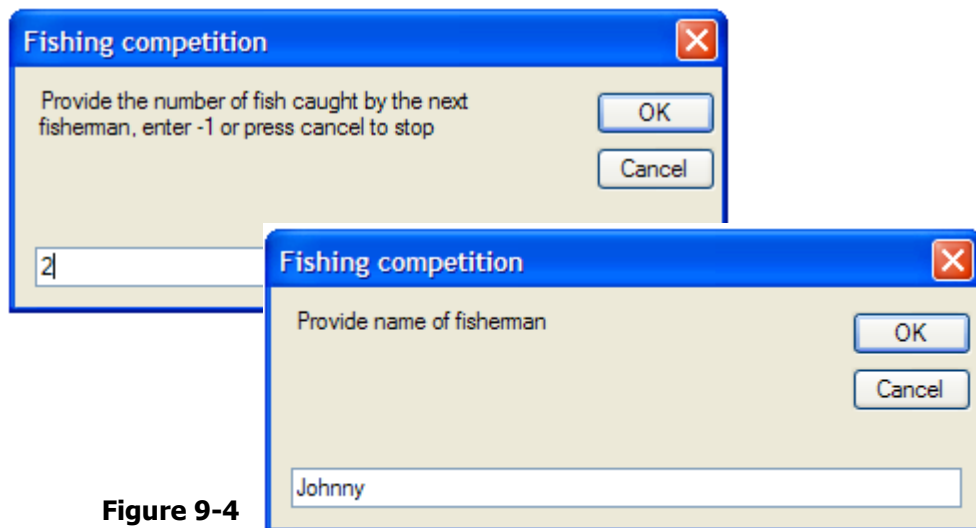 Fishing competition
Provide the number of fish caught by the next
fisherman, enter -1 or press cancel to stop
OK
Cancel
2
Fishing competition
Provide name of fisherman
OK
Cancel
Johnny
Figure 9-4